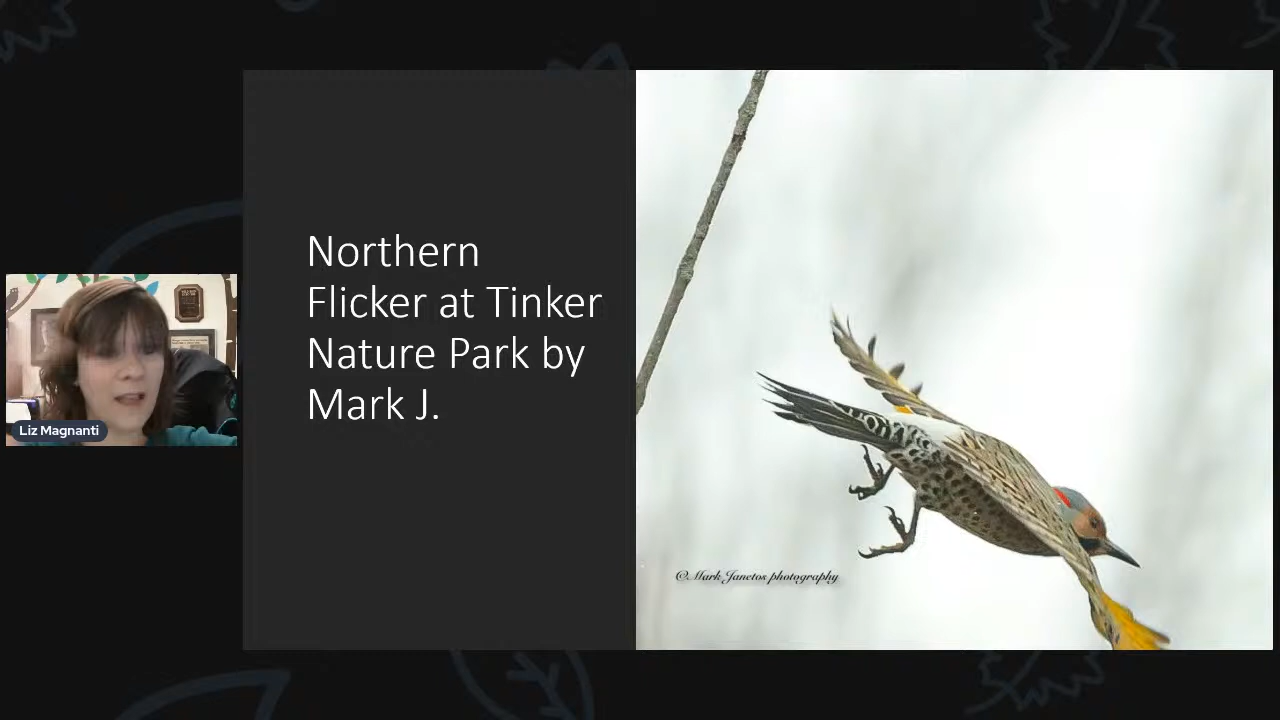 Northern
Flicker at Tinker
Nature Park by
Mark J.
Liz Magnanti
©Mark Janetos photography